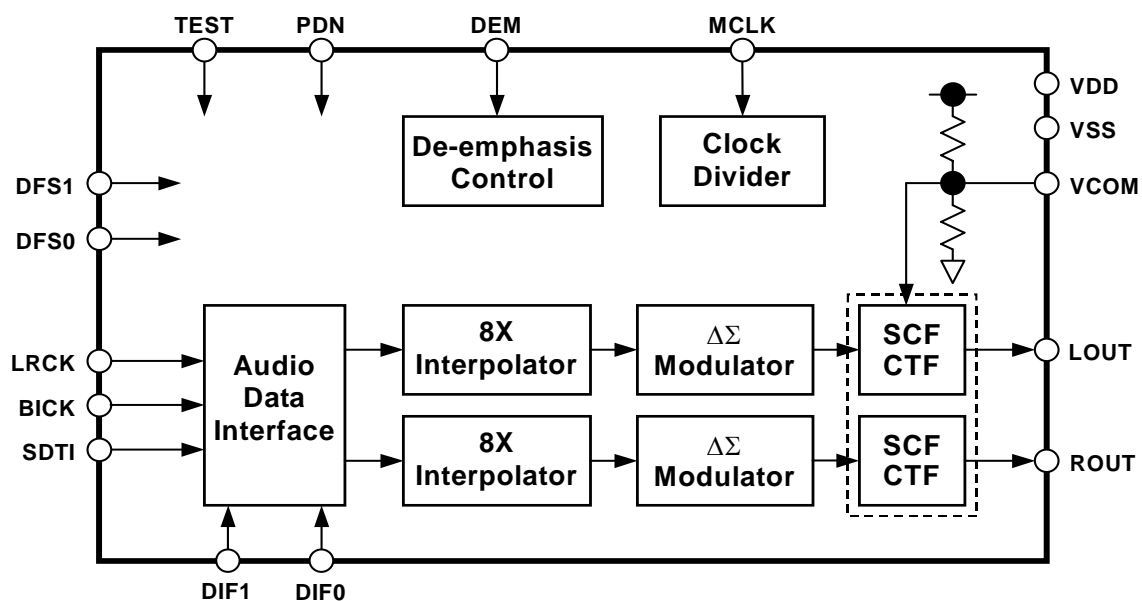 TEST PDN DEM MCLK
VDD
VSS
De-emphasis
Control
Clock
Divider
DFS1
VCOM
DFS0
8X
Interpolator
ΔΣ
Modulator
SCF
CTF
LRCK
LOUT
Audio
Data
Interface
BICK
SDTI
8X
Interpolator
ΔΣ
Modulator
SCF
CTF
ROUT
DIF1 DIF0